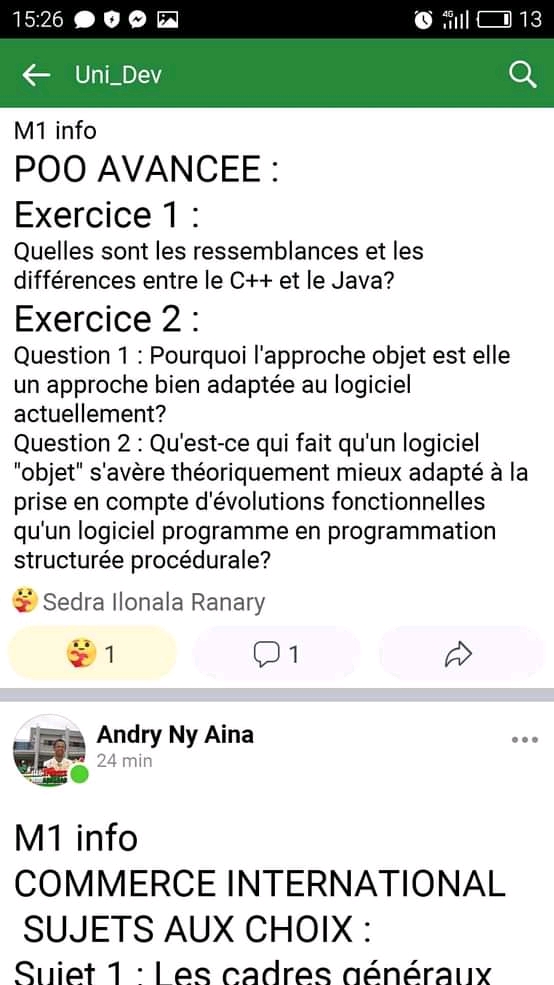 15:26 4G 13
Uni_Dev
M1 info
POO AVANCEE :
Exercice 1 :
Quelles sont les ressemblances et les
différences entre le C++ et le Java?
Exercice 2 :
Question 1 : Pourquoi l'approche objet est elle
un approche bien adaptée au logiciel
actuellement?
Question 2 : Qu'est-ce qui fait qu'un logiciel
"objet" s'avère théoriquement mieux adapté à la
prise en compte d'évolutions fonctionnelles
qu'un logiciel programme en programmation
structurée procédurale?
Sedra Ilonala Ranary
1 1
Andry Ny Aina
24 min
M1 info
COMMERCE INTERNATIONAL
SUJETS AUX CHOIX :
Sujet 1 : Les cadres généraux